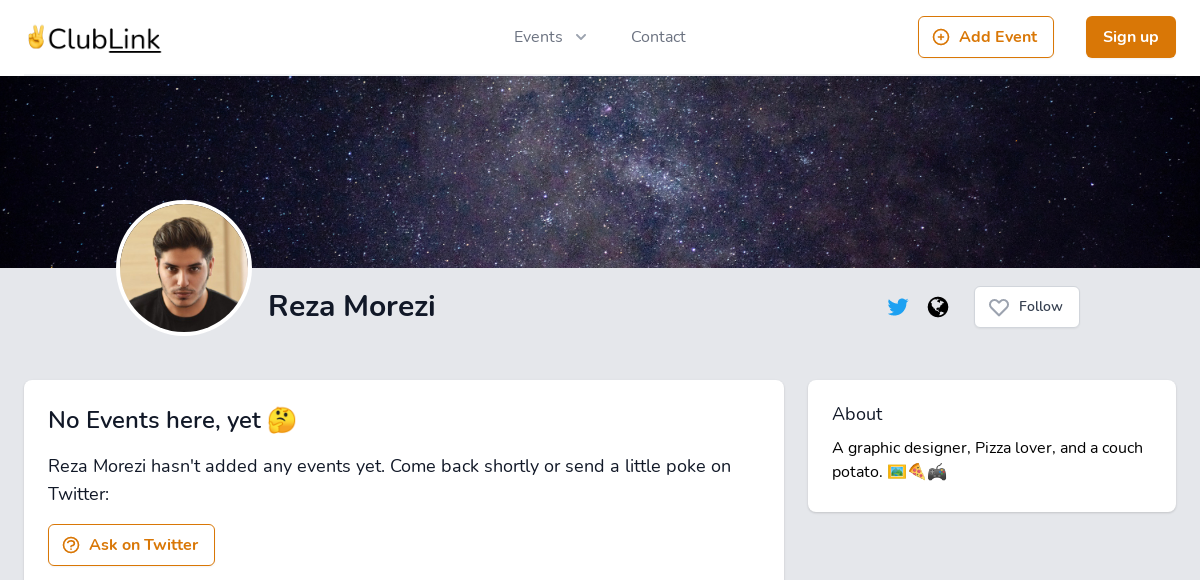 ✌️ClubLink
Events
Contact
Add Event
Sign up
Reza Morezi
Follow
No Events here, yet 🤔
Reza Morezi hasn't added any events yet. Come back shortly or send a little poke on
Twitter:
Ask on Twitter
About
A graphic designer, Pizza lover, and a couch
potato. 🖼️🍕🎮